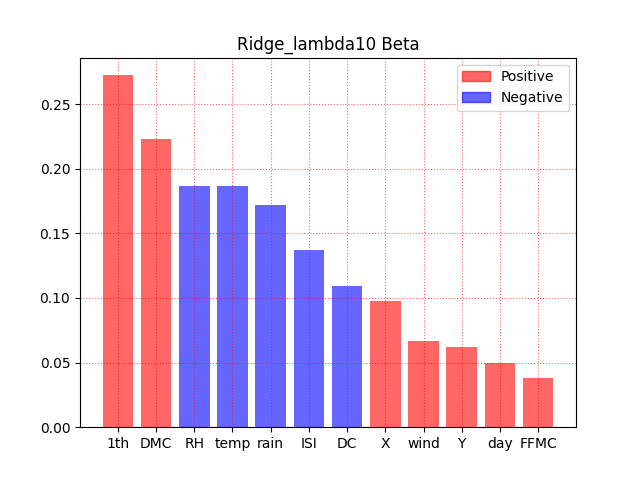 Ridge_lambda10 Beta
Positive
Negative
0.25
0.20
0.15
0.10
0.05
0.00
1th DMC RH temp rain ISI DC X wind Y day FFMC